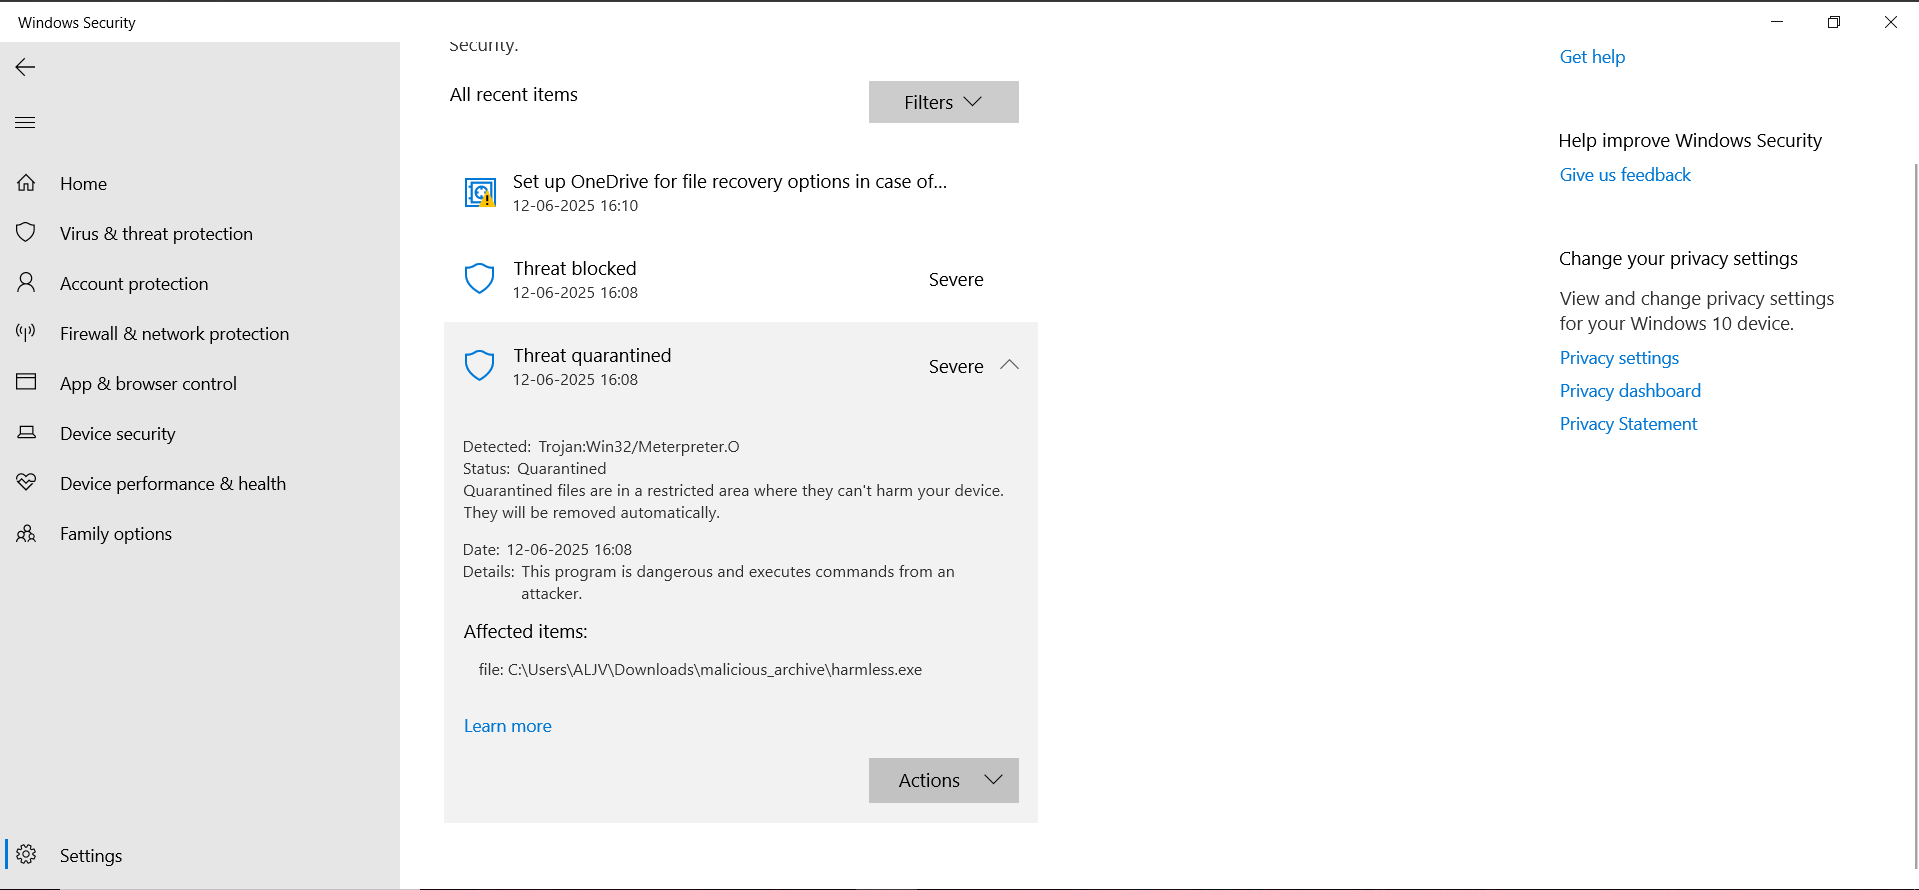 Windows Security
Home
Virus & threat protection
Account protection
Firewall & network protection
App & browser control
Device security
Device performance & health
Family options
Settings
Security.
All recent items
Filters
Set up OneDrive for file recovery options in case of...
12-06-2025 16:10
Threat blocked
12-06-2025 16:08
Severe
Threat quarantined
12-06-2025 16:08
Severe
Detected: Trojan:Win32/Meterpreter.O
Status: Quarantined
Quarantined files are in a restricted area where they can't harm your device.
They will be removed automatically.
Date: 12-06-2025 16:08
Details: This program is dangerous and executes commands from an
attacker.
Affected items:
file: C:\Users\ALJV\Downloads\malicious_archive\harmless.exe
Learn more
Actions
Get help
Help improve Windows Security
Give us feedback
Change your privacy settings
View and change privacy settings
for your Windows 10 device.
Privacy settings
Privacy dashboard
Privacy Statement